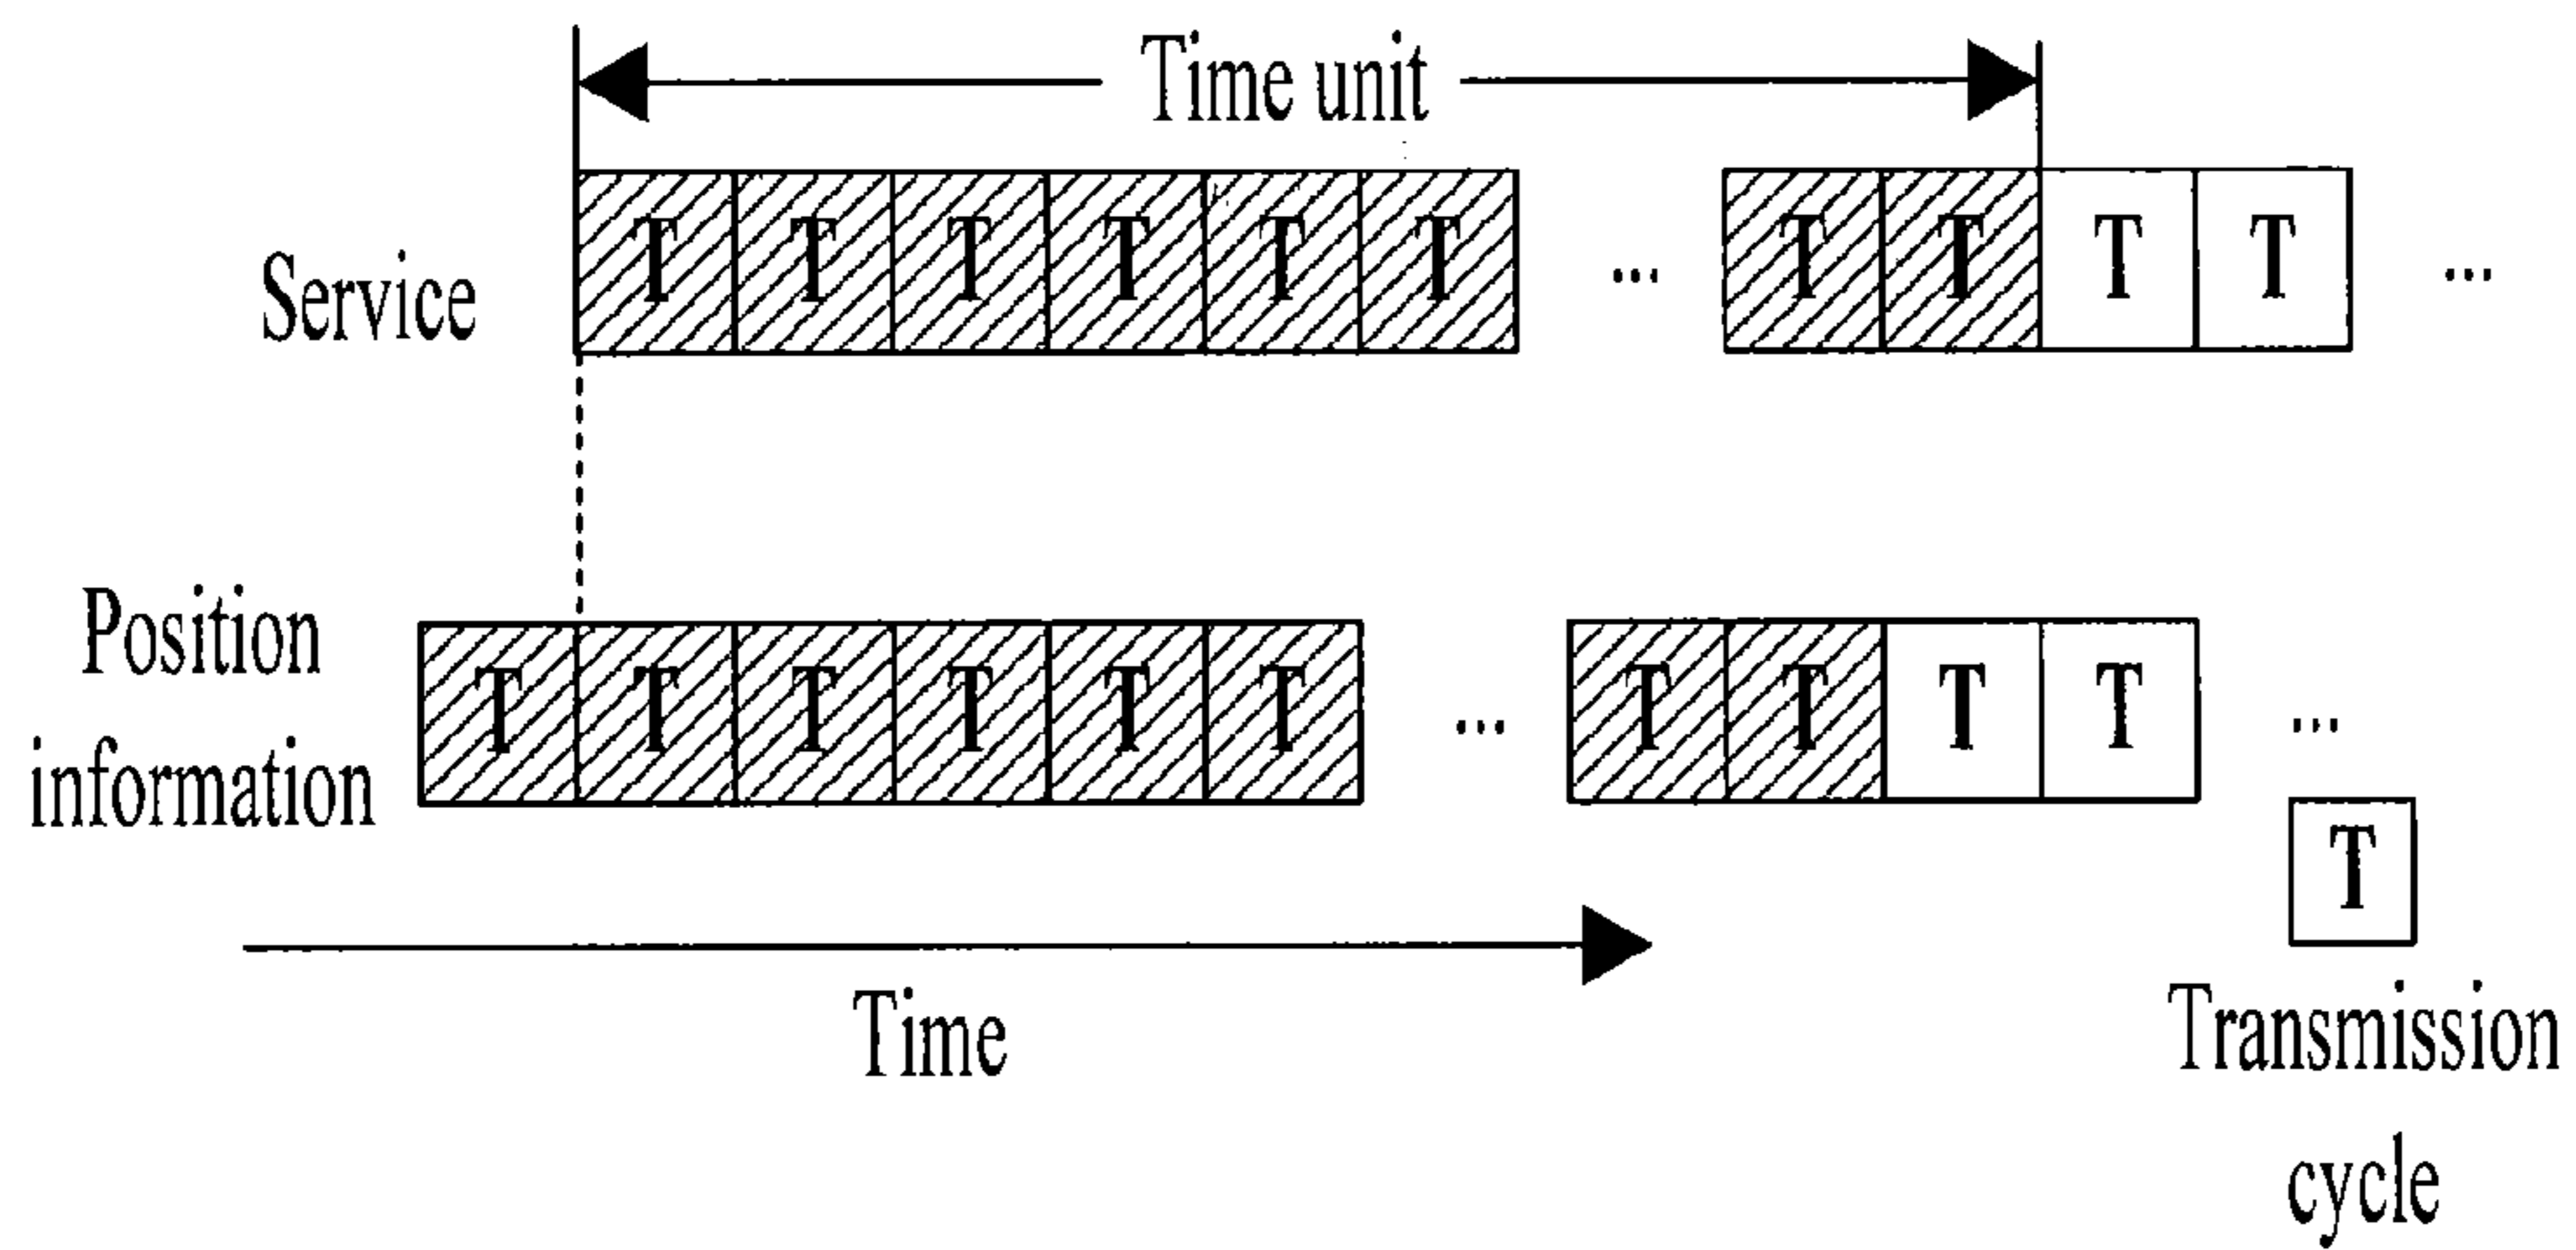 Time unit
Service T T T T T T ... T T T T ...
Position
information T T T T T T ... T T T T ...
T
Time
Transmission
cycle